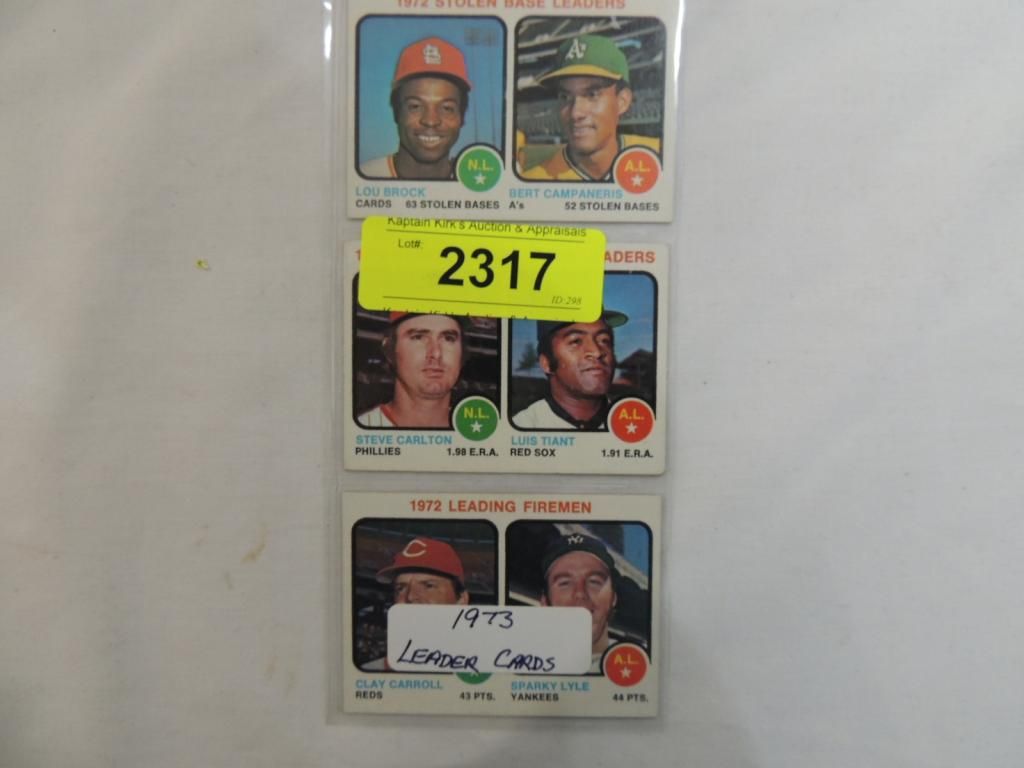 1972 STOLEN BASE LEADERS
N.L.
A.L.
LOU BROCK BERT CAMPANERIS
CARDS 63 STOLEN BASES A's 52 STOLEN BASES
Kaptain Kirk's Auction & Appraisals
Lot#: 2317
ID:298
ADERS
N.L.
A.L.
STEVE CARLTON LUIS TIANT
PHILLIES 1.98 E.R.A. RED SOX 1.91 E.R.A.
1972 LEADING FIREMEN
1973
LEADER CARDS
A.L.
CLAY CARROLL SPARKY LYLE
REDS 43 PTS. YANKEES 44 PTS.